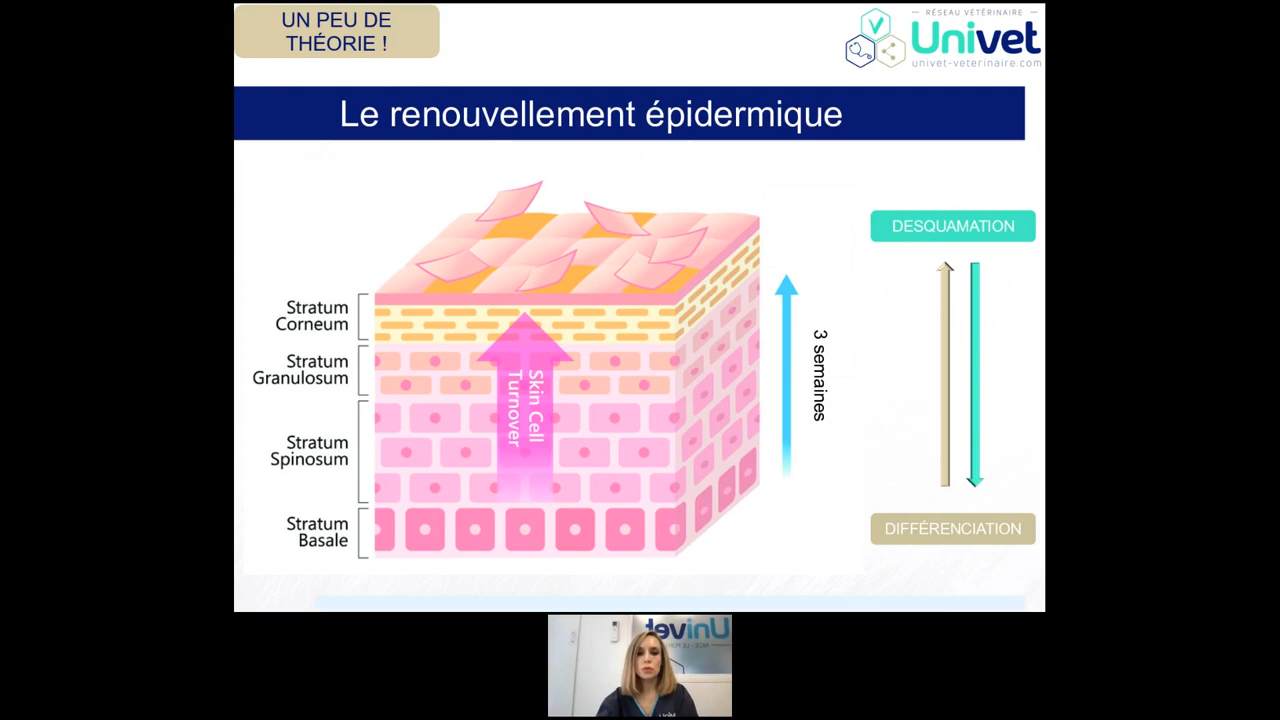 UN PEU DE
THÉORIE !
RÉSEAU VÉTÉRINAIRE
Univet
univet-veterinaire.com
Le renouvellement épidermique
DESQUAMATION
Stratum
Corneum
Stratum
Granulosum
Stratum
Spinosum
Stratum
Basale
Skin Cell
Turnover
3 semaines
DIFFÉRENCIATION
Univet